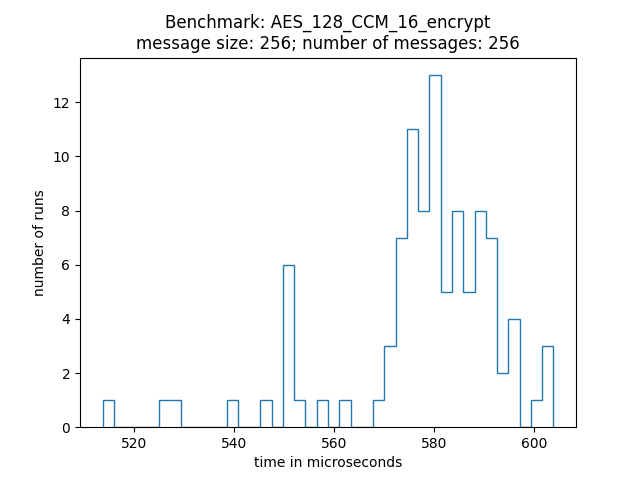 Benchmark: AES_128_CCM_16_encrypt
message size: 256; number of messages: 256
12
10
8
6
4
2
0
number of runs
520 540 560 580 600
time in microseconds